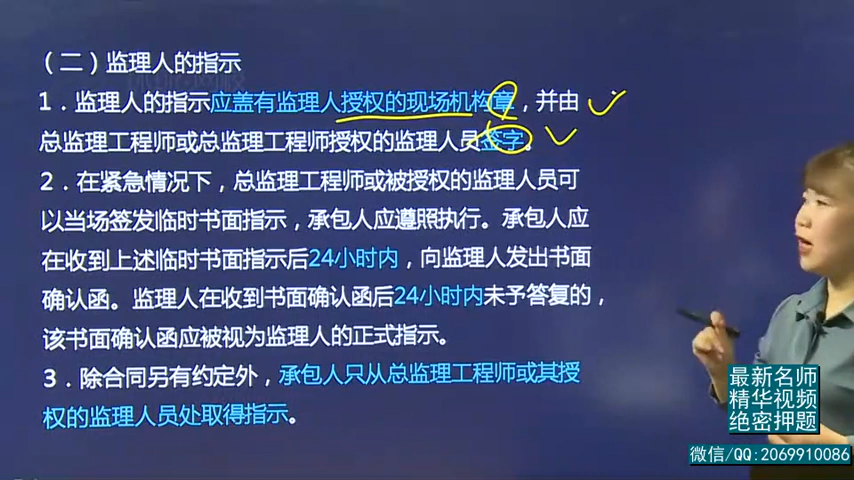 （二）监理人的指示
1．监理人的指示应盖有监理人授权的现场机构章，并由
总监理工程师或总监理工程师授权的监理人员签字。
2．在紧急情况下，总监理工程师或被授权的监理人员可
以当场签发临时书面指示，承包人应遵照执行。承包人应
在收到上述临时书面指示后24小时内，向监理人发出书面
确认函。监理人在收到书面确认函后24小时内未予答复的，
该书面确认函应被视为监理人的正式指示。
3．除合同另有约定外，承包人只从总监理工程师或其授
权的监理人员处取得指示。
最新名师
精华视频
绝密押题
微信/QQ:2069910086